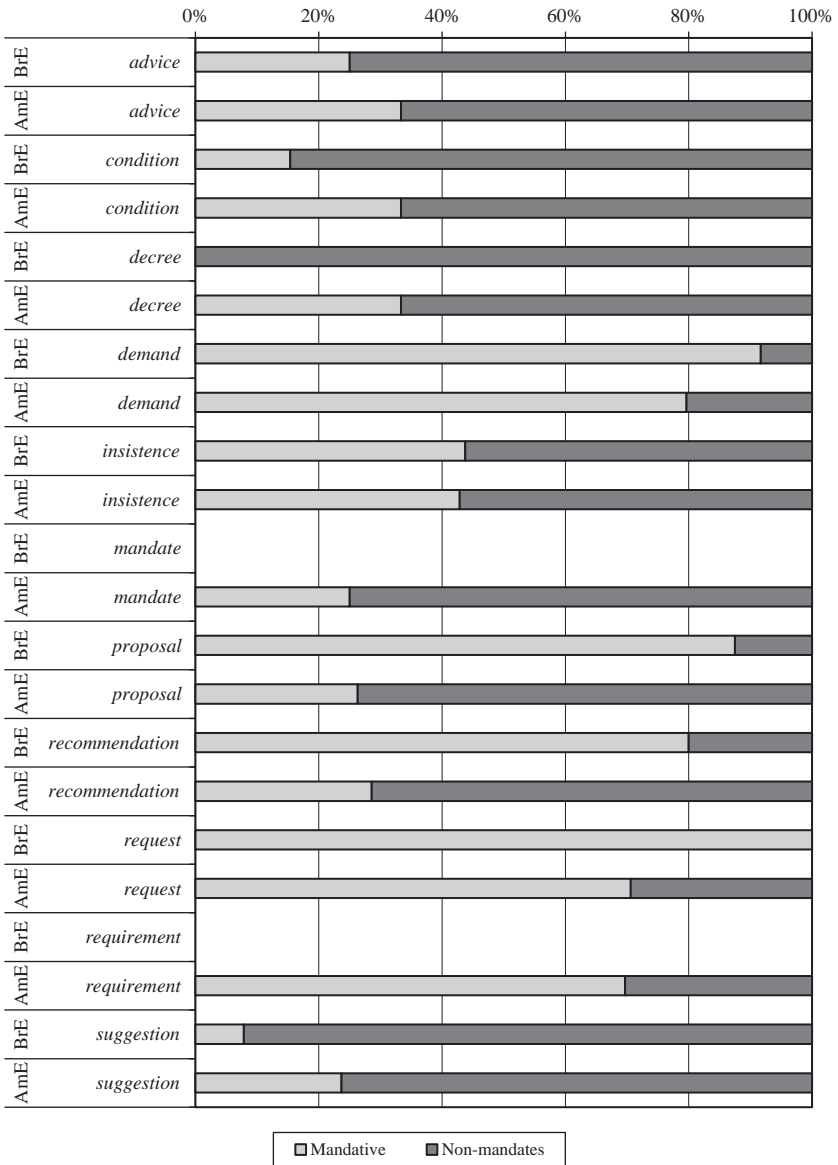 0% 20% 40% 60% 80% 100%
BrE advice
AmE advice
BrE condition
AmE condition
BrE decree
AmE decree
BrE demand
AmE demand
BrE insistence
AmE insistence
BrE mandate
AmE mandate
BrE proposal
AmE proposal
BrE recommendation
AmE recommendation
BrE request
AmE request
BrE requirement
AmE requirement
BrE suggestion
AmE suggestion
Mandative Non-mandates